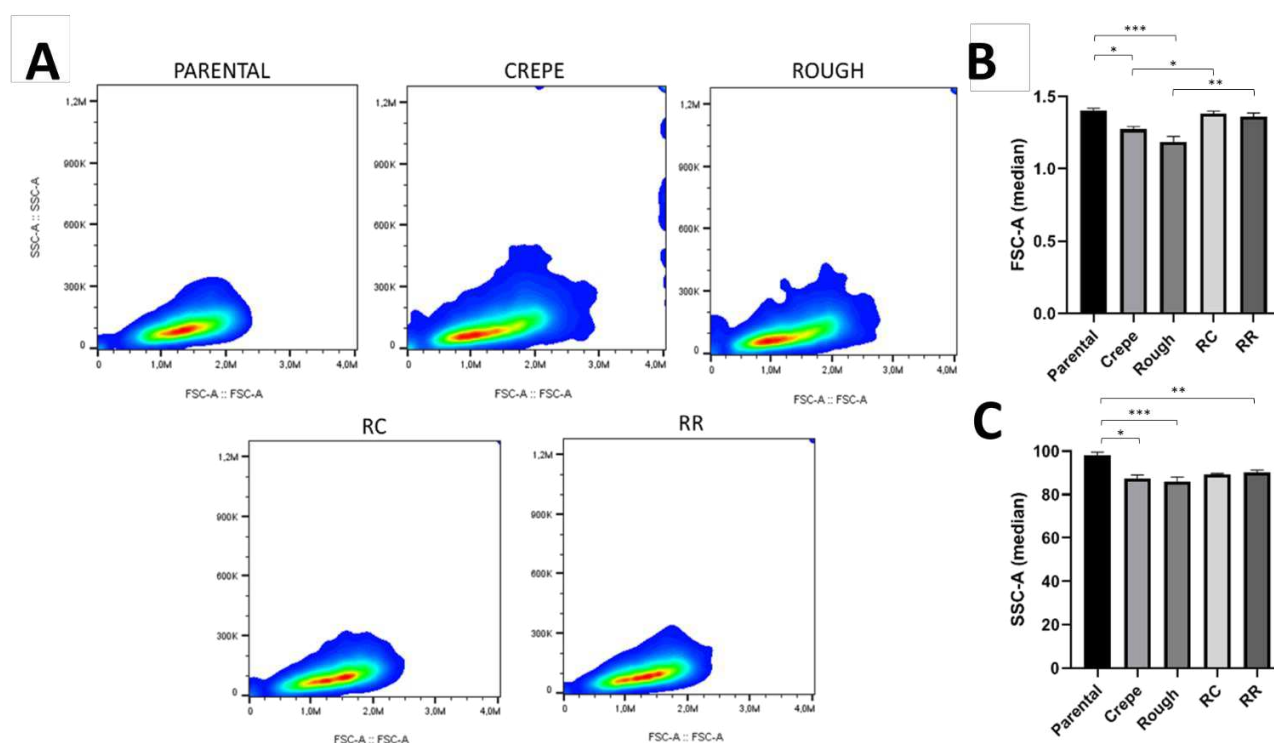 A
PARENTAL
CREPE
ROUGH
1,2M
900K
600K
300K
0
SSC-A :: SSC-A
0
1,0M
2,0M
3,0M
4,0M
FSC-A :: FSC-A
1,2M
900K
600K
300K
0
0
1,0M
2,0M
3,0M
4,0M
FSC-A :: FSC-A
1,2M
900K
600K
300K
0
0
1,0M
2,0M
3,0M
4,0M
FSC-A :: FSC-A
RC
RR
1,2M
900K
600K
300K
0
0
1,0M
2,0M
3,0M
4,0M
FSC-A :: FSC-A
1,2M
900K
600K
300K
0
0
1,0M
2,0M
3,0M
4,0M
FSC-A :: FSC-A
B
***
*
*
**
1.5
1.0
0.5
0.0
FSC-A (median)
Parental
Crepe
Rough
RC
RR
C
**
***
*
100
80
60
40
20
0
SSC-A (median)
Parental
Crepe
Rough
RC
RR